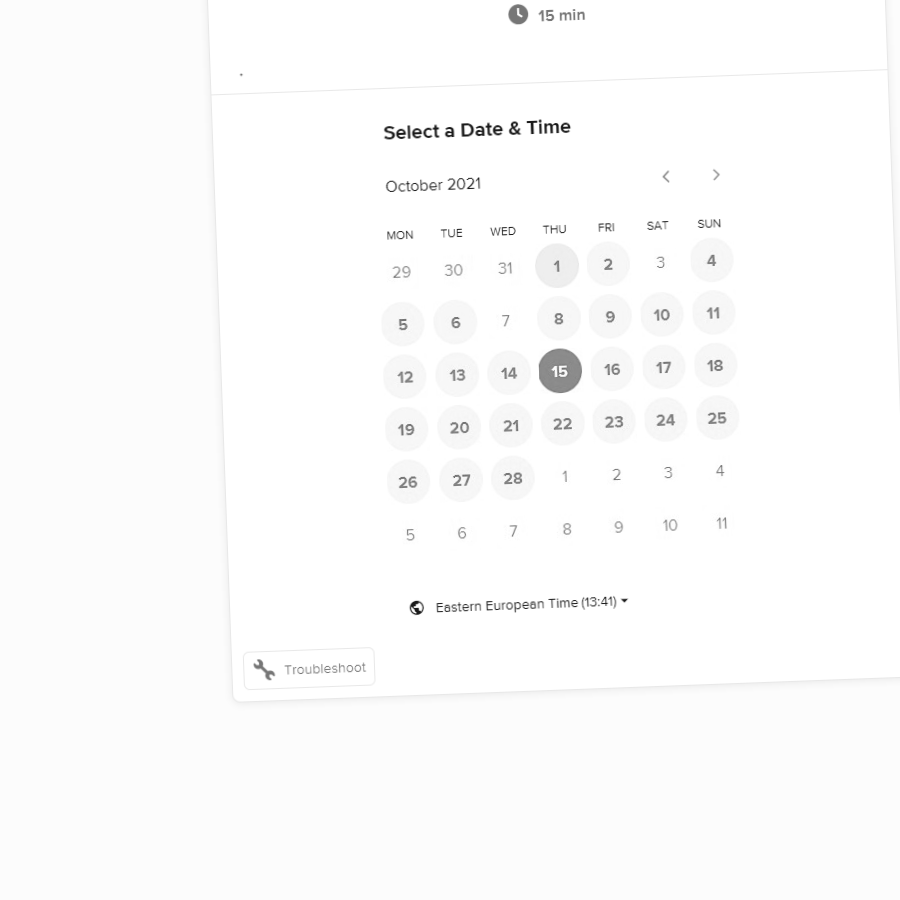 15 min
.
Select a Date & Time
October 2021
MON TUE WED THU FRI SAT SUN
29 30 31 1 2 3 4
5 6 7 8 9 10 11
12 13 14 15 16 17 18
19 20 21 22 23 24 25
26 27 28 1 2 3 4
5 6 7 8 9 10 11
Eastern European Time (13:41)
Troubleshoot